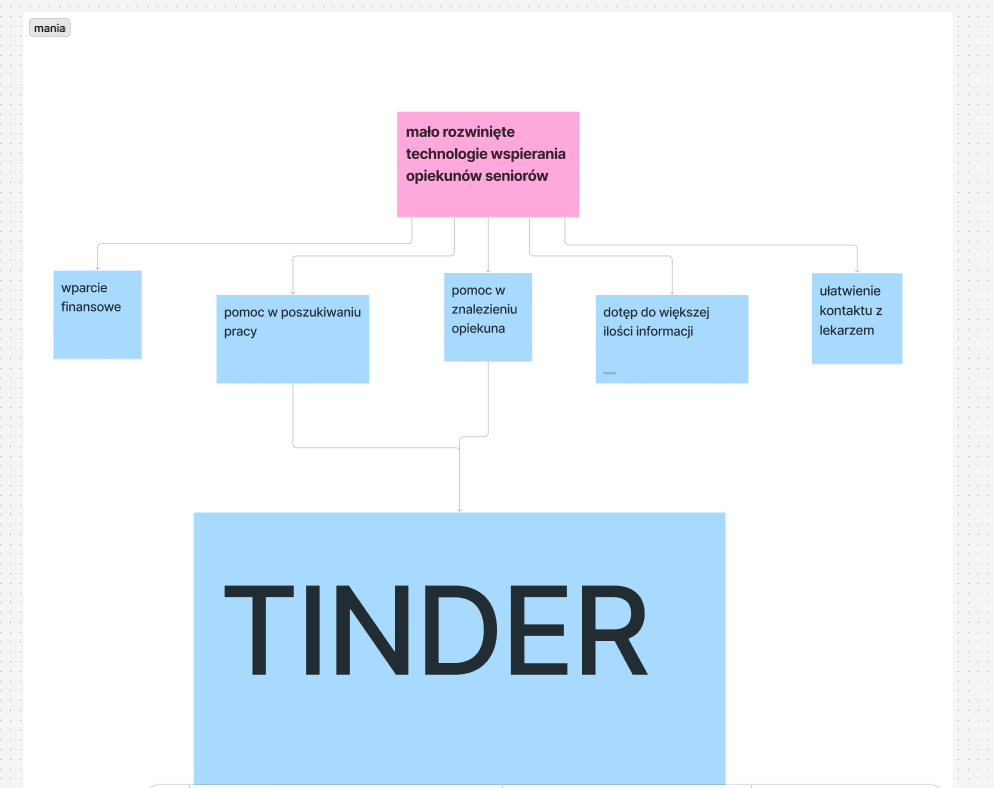 mania
mało rozwinięte
technologie wspierania
opiekunów seniorów
wparcie
finansowe
pomoc w poszukiwaniu
pracy
pomoc w
znalezieniu
opiekuna
dotęp do większej
ilości informacji
mania
ułatwienie
kontaktu z
lekarzem
TINDER